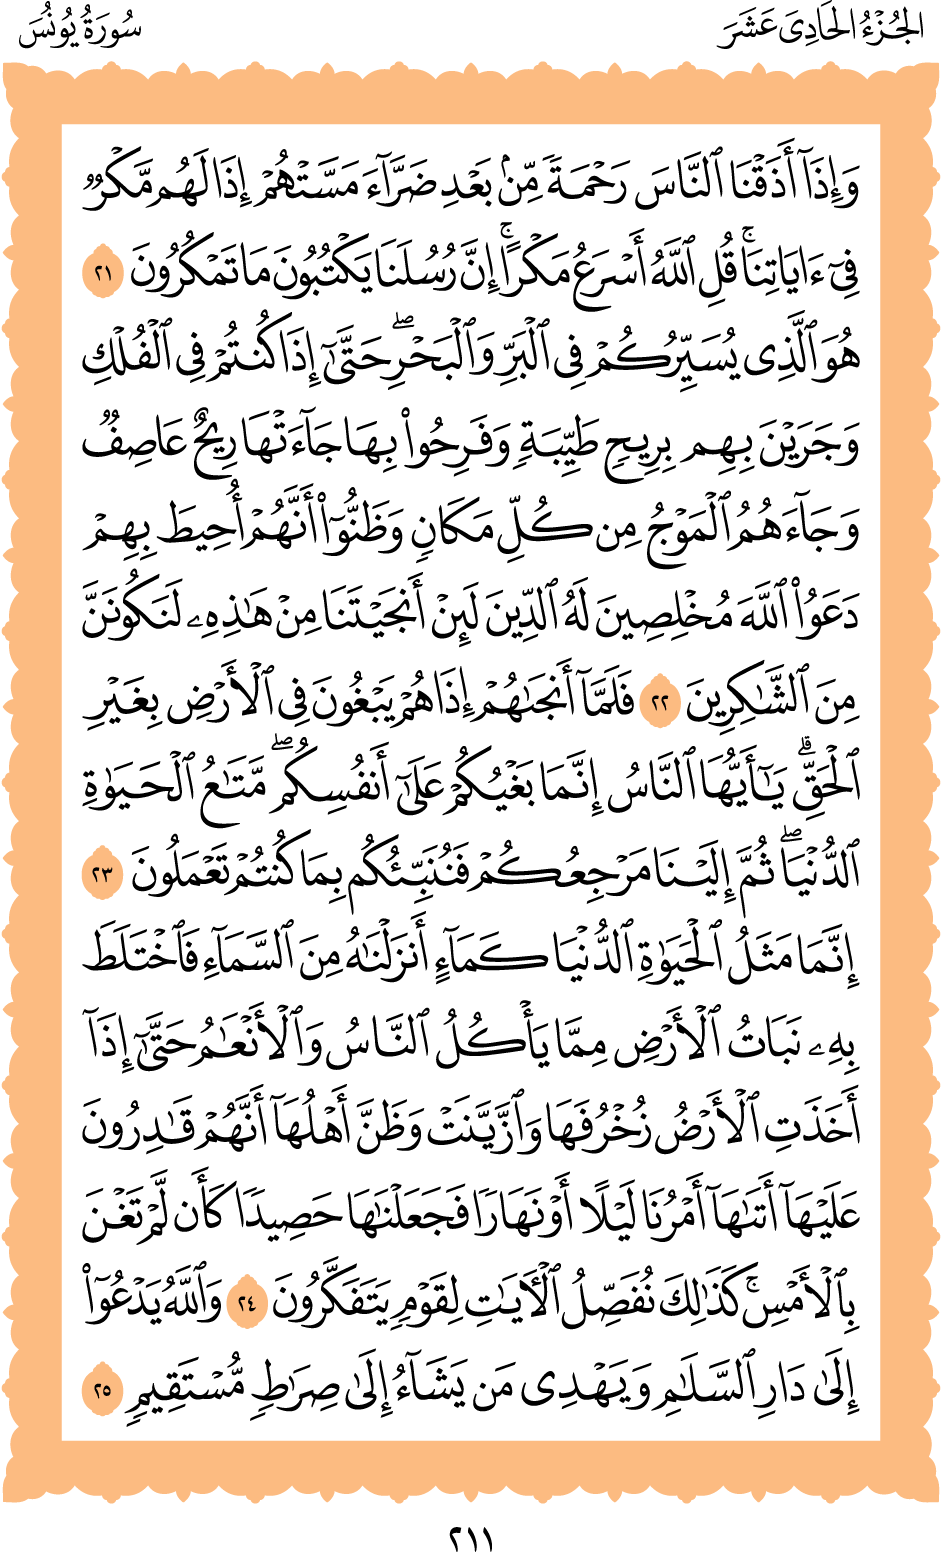 الجُزْءُ الحَادِىَ عَشَرَ
سُورَةُ يُونُسَ
وَإِذَآ أَذَقْنَا ٱلنَّاسَ رَحْمَةً مِّنۢ بَعْدِ ضَرَّآءَ مَسَّتْهُمْ إِذَا لَهُم مَّكْرٌ
فِىٓ ءَايَاتِنَاۚ قُلِ ٱللَّهُ أَسْرَعُ مَكْرًاۚ إِنَّ رُسُلَنَا يَكْتُبُونَ مَا تَمْكُرُونَ ٢١
هُوَ ٱلَّذِى يُسَيِّرُكُمْ فِى ٱلْبَرِّ وَٱلْبَحْرِۖ حَتَّىٰٓ إِذَا كُنتُمْ فِى ٱلْفُلْكِ
وَجَرَيْنَ بِهِم بِرِيحٍ طَيِّبَةٍ وَفَرِحُوا۟ بِهَا جَآءَتْهَا رِيحٌ عَاصِفٌ
وَجَآءَهُمُ ٱلْمَوْجُ مِن كُلِّ مَكَانٍ وَظَنُّوٓا۟ أَنَّهُمْ أُحِيطَ بِهِمْ
دَعَوُا۟ ٱللَّهَ مُخْلِصِينَ لَهُ ٱلدِّينَ لَئِنْ أَنجَيْتَنَا مِنْ هَـٰذِهِۦ لَنَكُونَنَّ
مِنَ ٱلشَّـٰكِرِينَ ٢٢ فَلَمَّآ أَنجَىٰهُمْ إِذَا هُمْ يَبْغُونَ فِى ٱلْأَرْضِ بِغَيْرِ
ٱلْحَقِّۗ يَـٰٓأَيُّهَا ٱلنَّاسُ إِنَّمَا بَغْيُكُمْ عَلَىٰٓ أَنفُسِكُمۖ مَّتَـٰعَ ٱلْحَيَوٰةِ
ٱلدُّنْيَاۖ ثُمَّ إِلَيْنَا مَرْجِعُكُمْ فَنُنَبِّئُكُم بِمَا كُنتُمْ تَعْمَلُونَ ٢٣
إِنَّمَا مَثَلُ ٱلْحَيَوٰةِ ٱلدُّنْيَا كَمَآءٍ أَنزَلْنَـٰهُ مِنَ ٱلسَّمَآءِ فَٱخْتَلَطَ
بِهِۦ نَبَاتُ ٱلْأَرْضِ مِمَّا يَأْكُلُ ٱلنَّاسُ وَٱلْأَنْعَـٰمُ حَتَّىٰٓ إِذَآ
أَخَذَتِ ٱلْأَرْضُ زُخْرُفَهَا وَٱزَّيَّنَتْ وَظَنَّ أَهْلُهَآ أَنَّهُمْ قَـٰدِرُونَ
عَلَيْهَآ أَتَىٰهَآ أَمْرُنَا لَيْلًا أَوْ نَهَارًا فَجَعَلْنَـٰهَا حَصِيدًا كَأَن لَّمْ تَغْنَ
بِٱلْأَمْسِۚ كَذَٰلِكَ نُفَصِّلُ ٱلْـَٔايَـٰتِ لِقَوْمٍ يَتَفَكَّرُونَ ٢٤ وَٱللَّهُ يَدْعُوٓا۟
إِلَىٰ دَارِ ٱلسَّلَـٰمِ وَيَهْدِى مَن يَشَآءُ إِلَىٰ صِرَٰطٍ مُّسْتَقِيمٍ ٢٥
٢١١